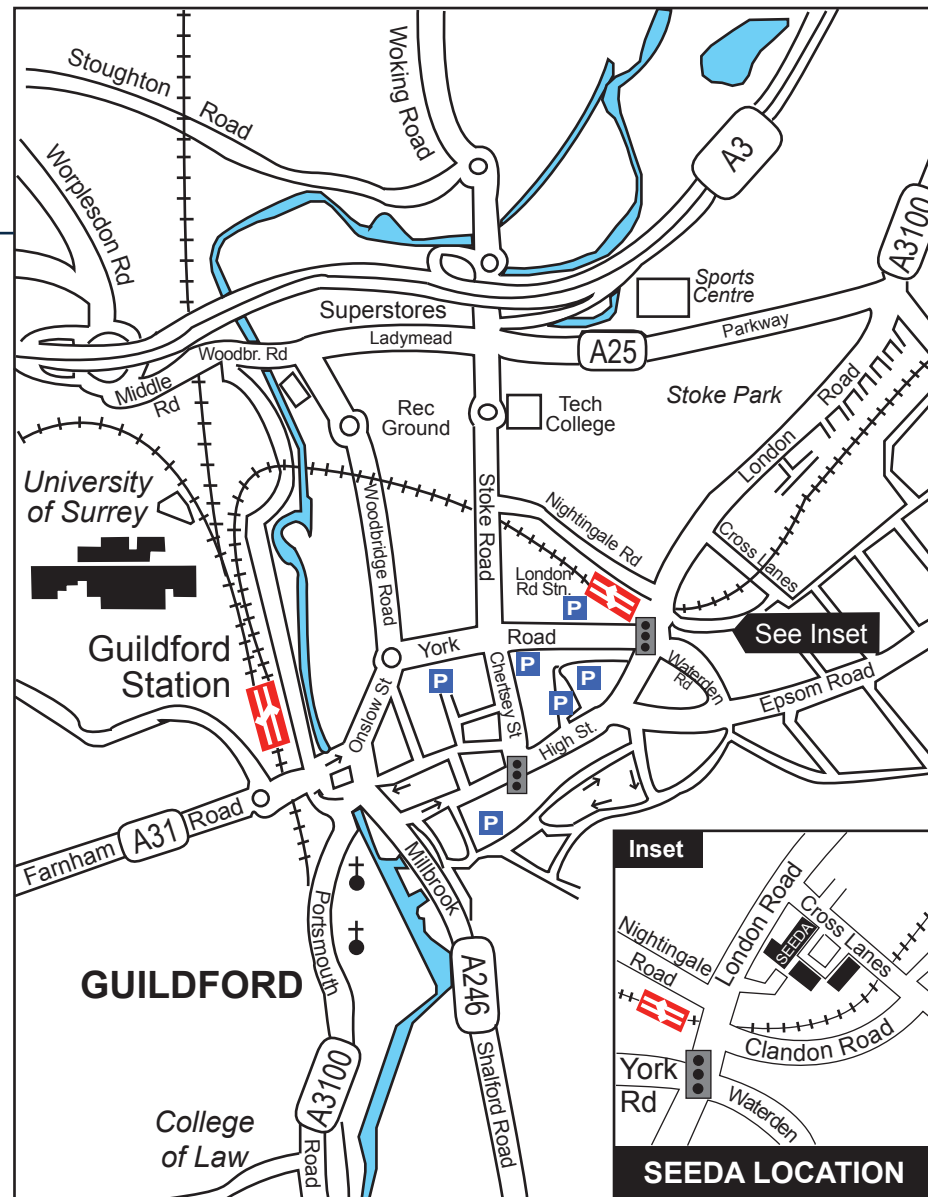 Stoughton
Road
Woking Road
A3
Worplesdon Rd
A3100
Sports
Centre
Superstores
Parkway
Ladymead
A25
Woodbr. Rd
Middle
Rd
Stoke Park
Rec
Ground
Tech
College
London
Road
University
of Surrey
Woodbridge Road
Stoke Road
Nightingale Rd
Cross Lanes
London
Rd Stn.
P
See Inset
York
Road
Guildford
Station
Waterden
Rd
P
P
P
P
Chertsey St
Epsom Road
Onslow St
High St.
Farnham
A31
Road
P
Millbrook
Portsmouth
GUILDFORD
A246
A3100
Road
Shalford Road
College
of Law
Inset
London Road
Cross Lanes
SEEDA
Nightingale
Road
Clandon Road
York
Rd
Waterden
SEEDA LOCATION